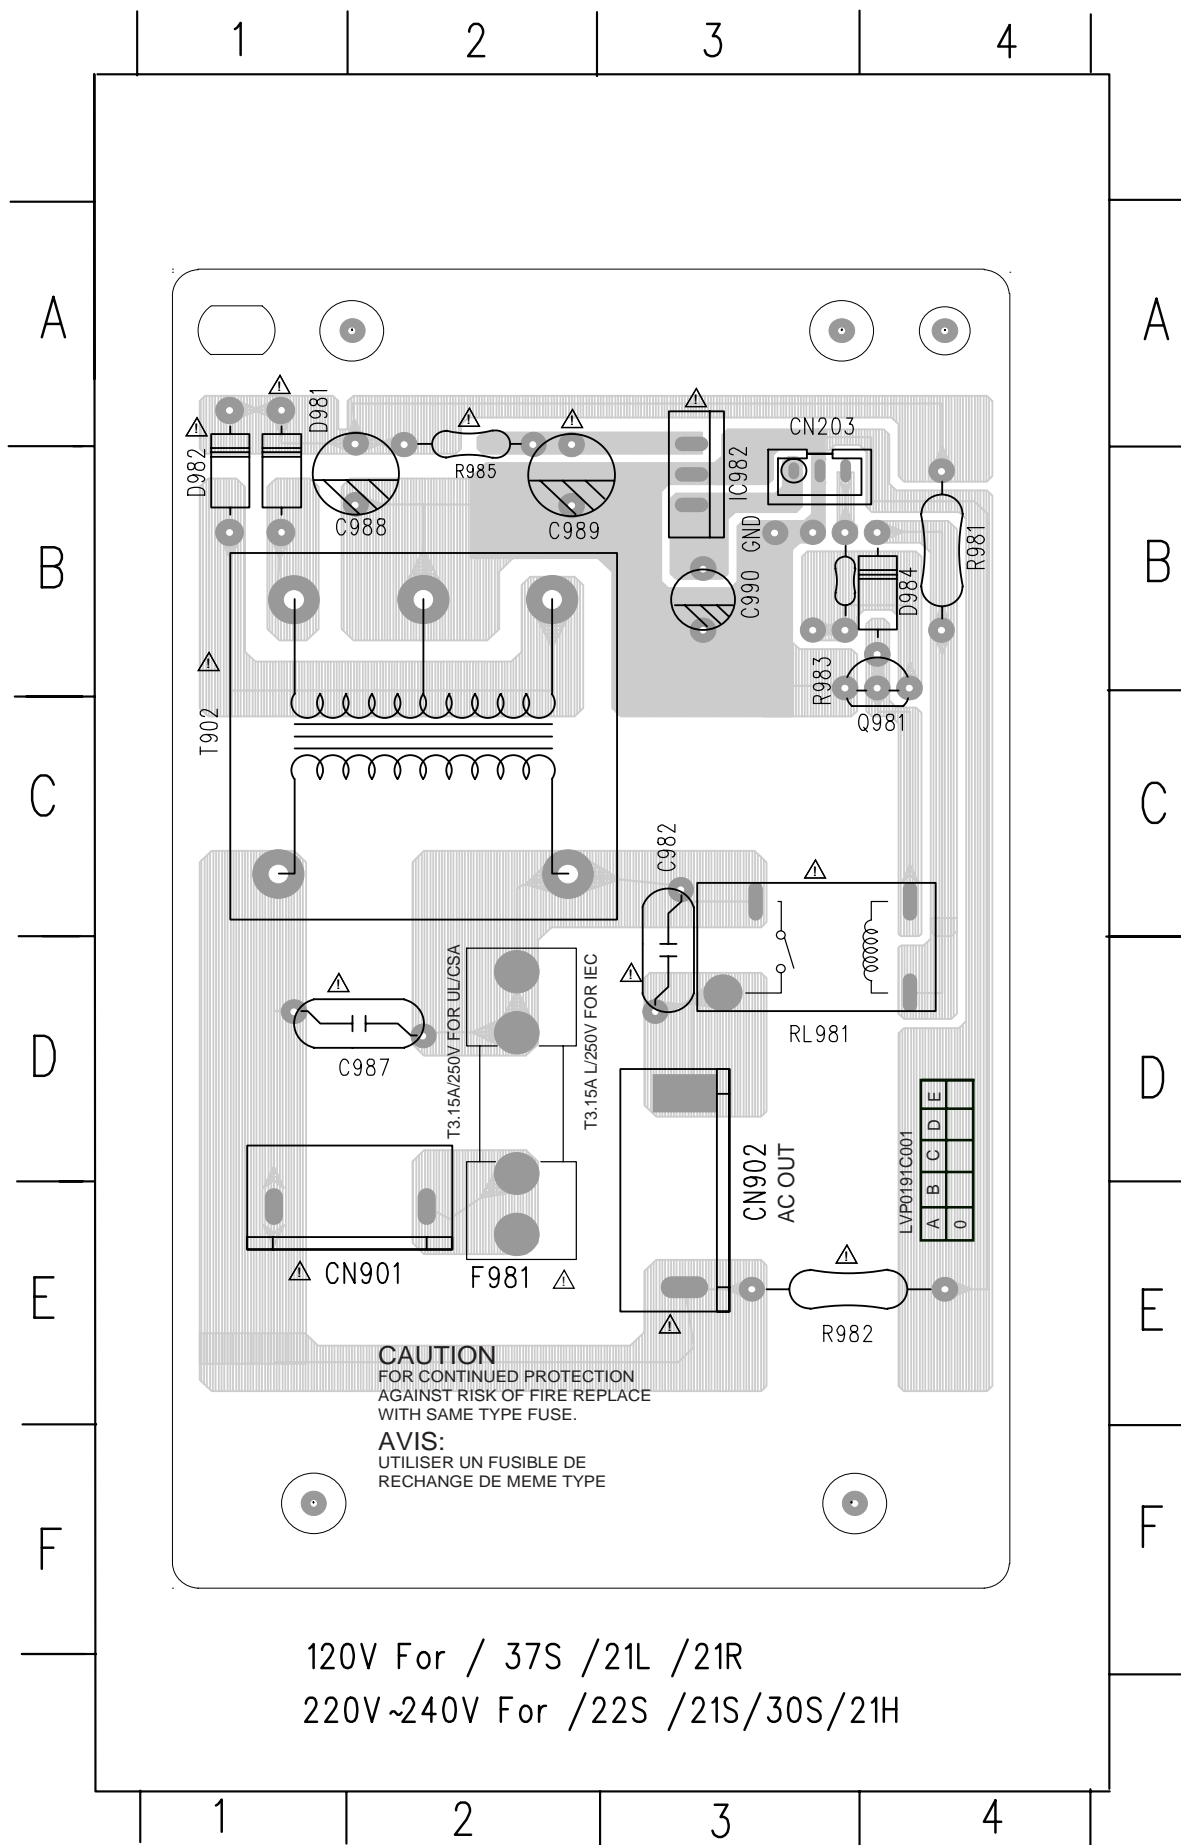 1 2 3 4
A A
D981
CN203
D982
R985
IC982
C988
C989
GND
R981
B B
C990
D984
R983
T902
Q981
C C
C982
T3.15A/250V FOR UL/CSA
T3.15A L/250V FOR IEC
RL981
C987
D D
LVP0191C001
A B C D E
0
CN902
AC OUT
CN901
F981
E E
R982
CAUTION
FOR CONTINUED PROTECTION
AGAINST RISK OF FIRE REPLACE
WITH SAME TYPE FUSE.
AVIS:
UTILISER UN FUSIBLE DE
RECHANGE DE MEME TYPE
F F
120V For / 37S /21L /21R
220V~240V For /22S /21S/30S/21H
1 2 3 4